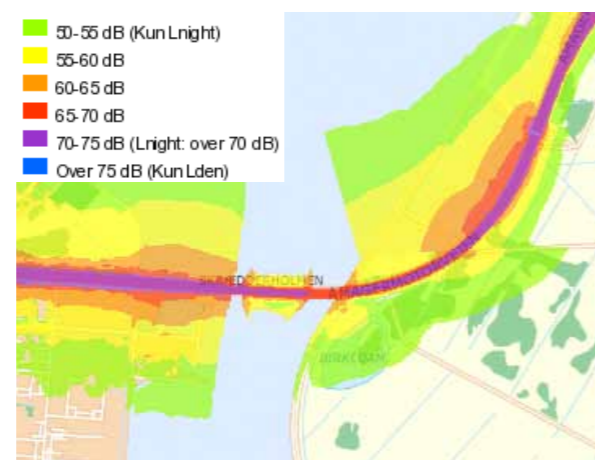 50-55 dB (Kun Lnight)
55-60 dB
60-65 dB
65-70 dB
70-75 dB (Lnight: over 70 dB)
Over 75 dB (Kun Lden)
BIRKEDAM